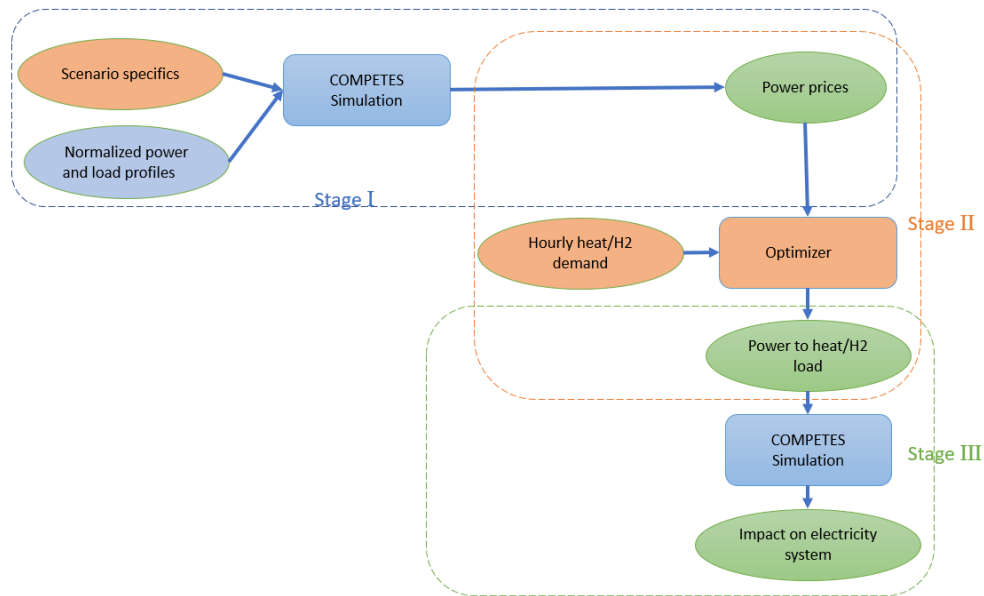 Scenario specifics
COMPETES
Simulation
Power prices
Normalized power
and load profiles
Stage I
Stage II
Hourly heat/H2
demand
Optimizer
Power to heat/H2
load
COMPETES
Simulation
Stage III
Impact on electricity
system